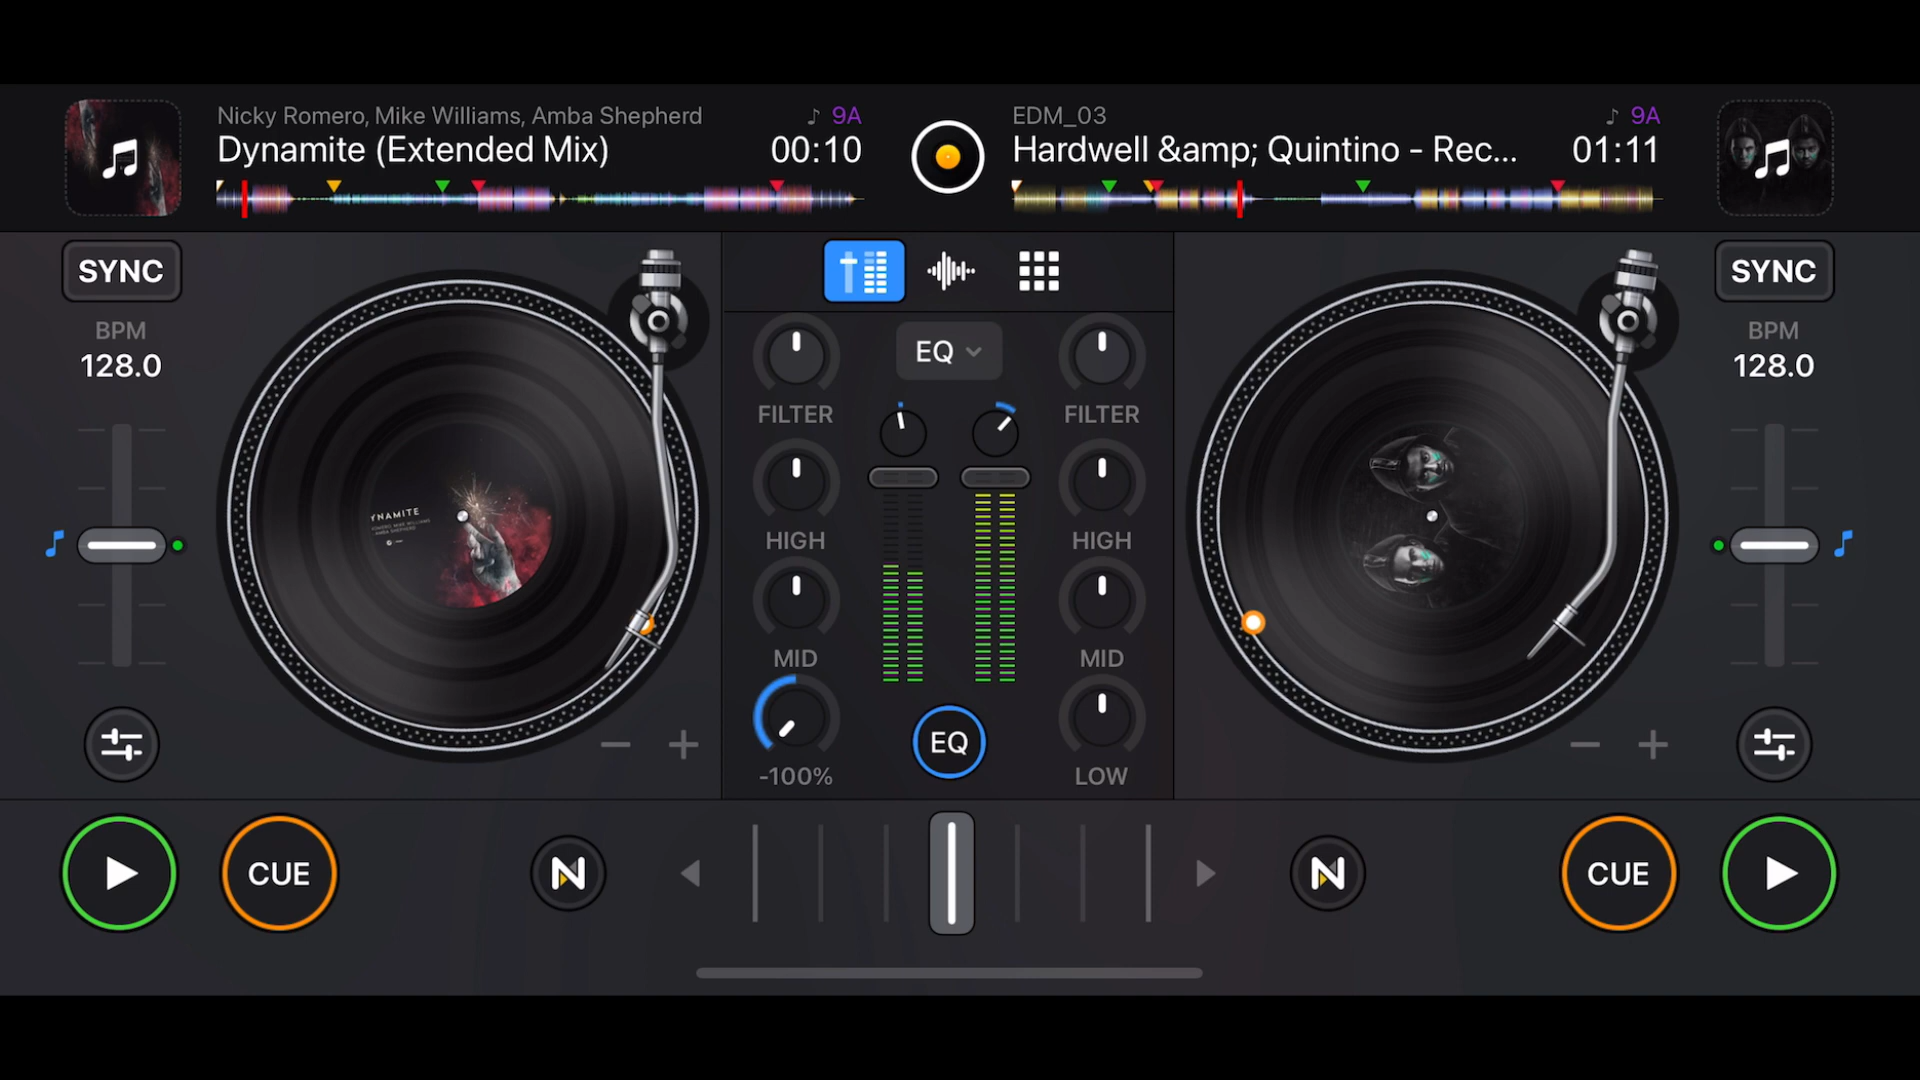 Nicky Romero, Mike Williams, Amba Shepherd
♪ 9A
Dynamite (Extended Mix)
00:10
EDM_03
♪ 9A
Hardwell &amp; Quintino - Rec...
01:11
SYNC
BPM
128.0
SYNC
BPM
128.0
EQ
FILTER
FILTER
HIGH
HIGH
MID
MID
-100%
LOW
EQ
YNAMITE
CUE
N
N
CUE